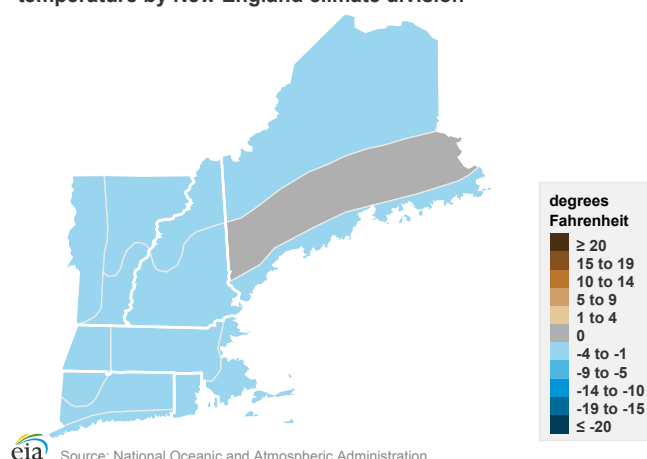 temperature by New England climate division
degrees
Fahrenheit
≥ 20
15 to 19
10 to 14
5 to 9
1 to 4
0
-4 to -1
-9 to -5
-14 to -10
-19 to -15
≤ -20
eia
Source: National Oceanic and Atmospheric Administration